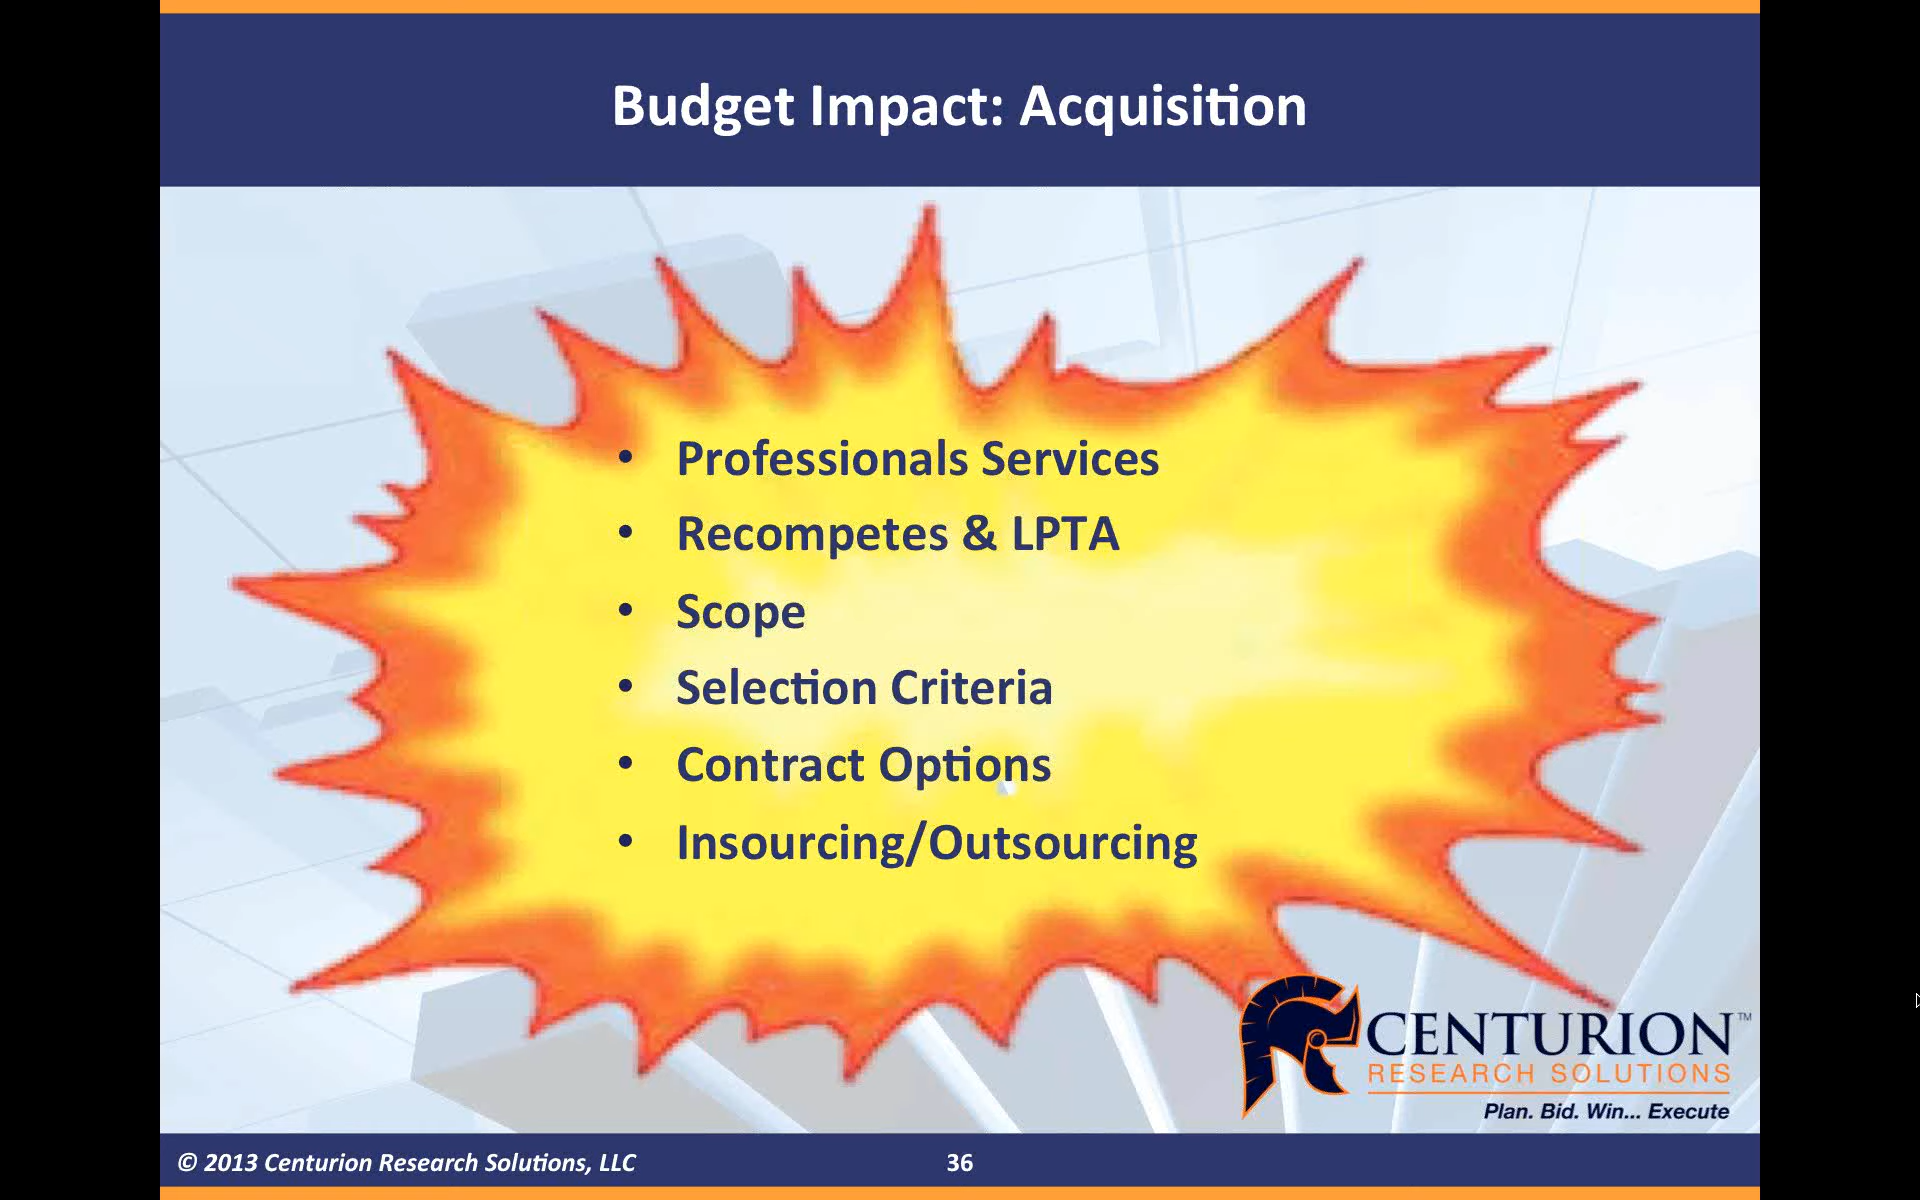 Budget Impact: Acquisition
• Professionals Services
• Recompetes & LPTA
• Scope
• Selection Criteria
• Contract Options
• Insourcing/Outsourcing
CENTURION™
RESEARCH SOLUTIONS
Plan. Bid. Win... Execute
© 2013 Centurion Research Solutions, LLC
36